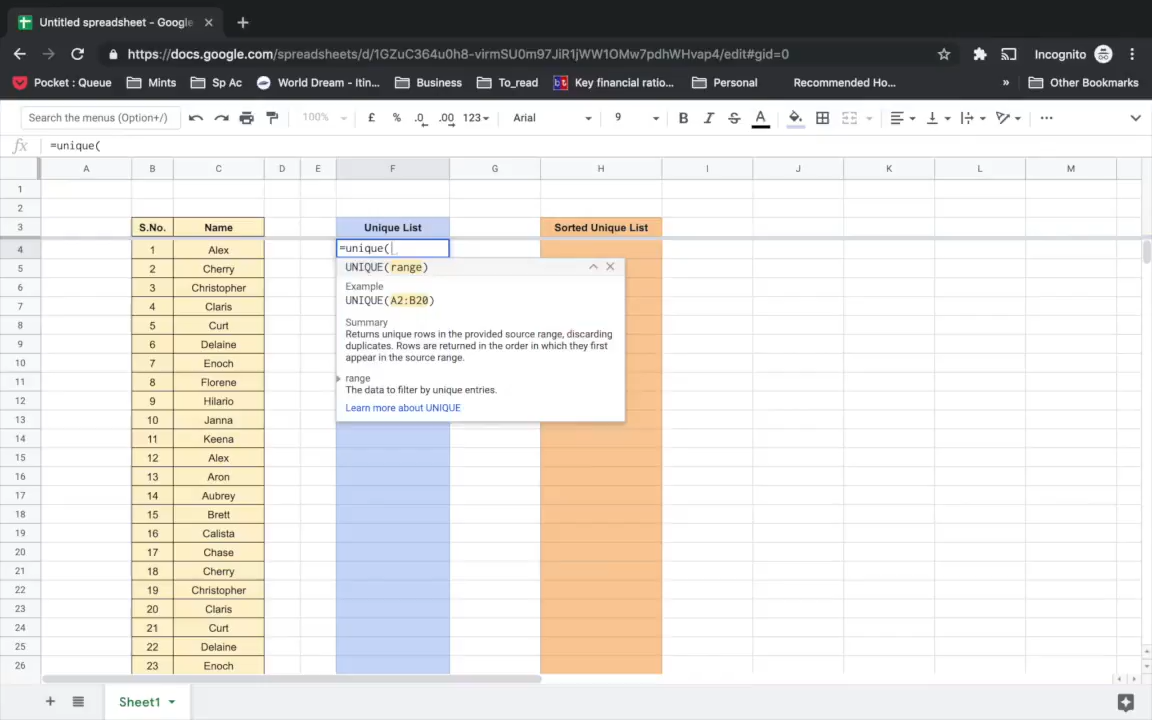 Untitled spreadsheet - Google
https://docs.google.com/spreadsheets/d/1GZuC364u0h8-virmSU0m97JiR1jWW1OMw7pdhWHvap4/edit#gid=0
Incognito
Pocket : Queue
Mints
Sp Ac
World Dream - Itin...
Business
To_read
Key financial ratio...
Personal
Recommended Ho...
»
Other Bookmarks
Search the menus (Option+/)
100%
£
%
.0
.00
123
Arial
9
B
I
S
A
fx
=unique(
A B C D E F G H I J K L M
1
2
3 S.No. Name Unique List Sorted Unique List
4 1 Alex =unique(
5 2 Cherry
6 3 Christopher
7 4 Claris
8 5 Curt
9 6 Delaine
10 7 Enoch
11 8 Florene
12 9 Hilario
13 10 Janna
14 11 Keena
15 12 Alex
16 13 Aron
17 14 Aubrey
18 15 Brett
19 16 Calista
20 17 Chase
21 18 Cherry
22 19 Christopher
23 20 Claris
24 21 Curt
25 22 Delaine
26 23 Enoch
UNIQUE(range)
Example
UNIQUE(A2:B20)
Summary
Returns unique rows in the provided source range, discarding
duplicates. Rows are returned in the order in which they first
appear in the source range.
range
The data to filter by unique entries.
Learn more about UNIQUE
Sheet1